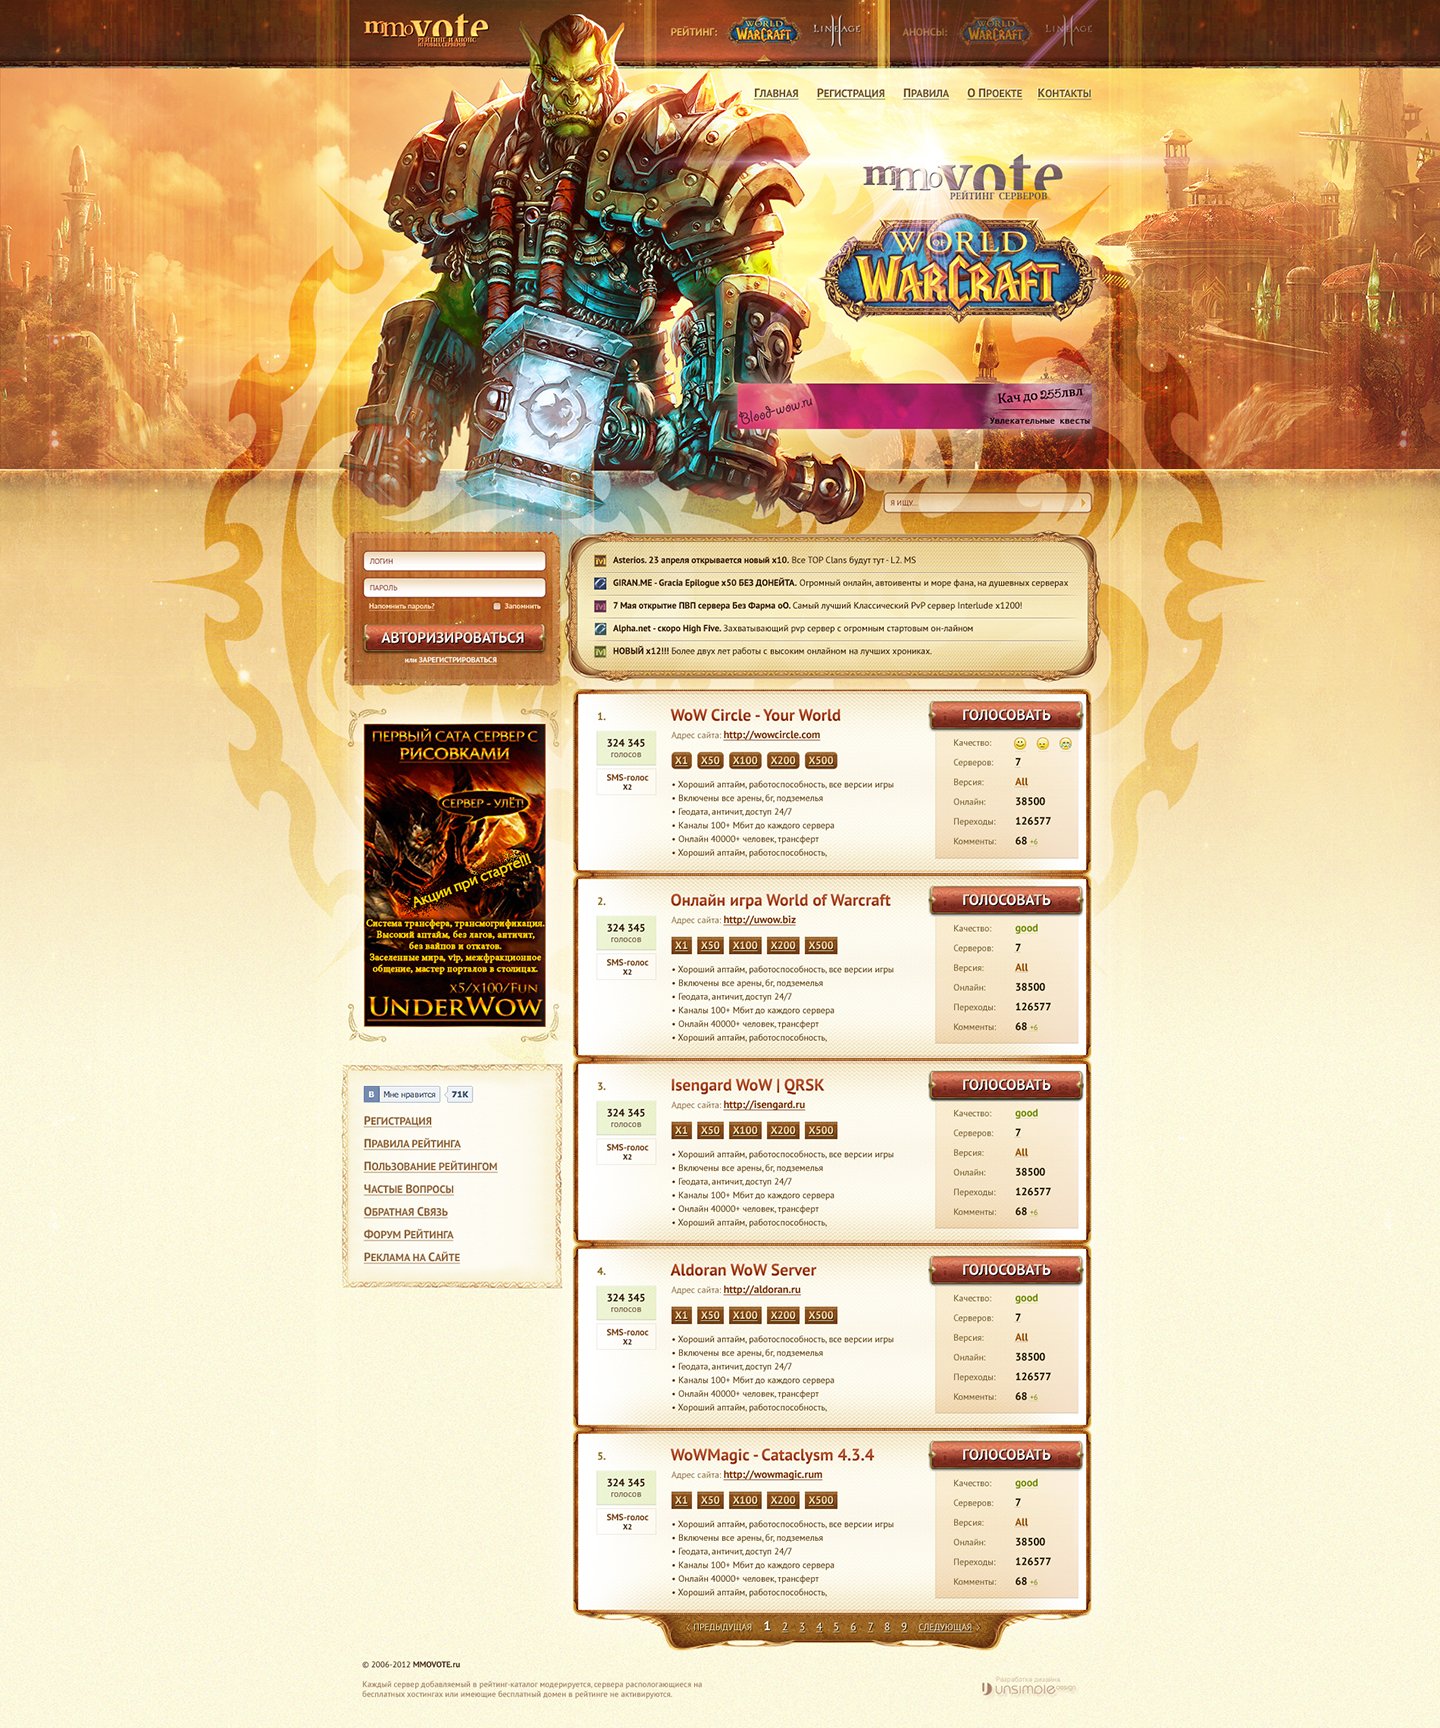 mmovote
РЕЙТИНГ И АНОНС
ИГРОВЫХ СЕРВЕРОВ
РЕЙТИНГ: WORLD WARCRAFT LINEAGE II
АНОНСЫ: WORLD WARCRAFT LINEAGE II
ГЛАВНАЯ РЕГИСТРАЦИЯ ПРАВИЛА О ПРОЕКТЕ КОНТАКТЫ
mmovote
РЕЙТИНГ СЕРВЕРОВ
WORLD
WARCRAFT
Blood-wow.ru
Кач до 255лвл
Увлекательные квесты
Я ИЩУ...
ЛОГИН
ПАРОЛЬ
Напомнить пароль? Запомнить
АВТОРИЗИРОВАТЬСЯ
или ЗАРЕГИСТРИРОВАТЬСЯ
Asterios. 23 апреля открывается новый x10. Все TOP Clans будут тут - L2. MS
GIRAN.ME - Gracia Epilogue x50 БЕЗ ДОНЕЙТА. Огромный онлайн, автоивенты и море фана, на душевных серверах
7 Мая открытие ПВП сервера Без Фарма оО. Самый лучший Классический PvP сервер Interlude x1200!
Alpha.net - скоро High Five. Захватывающий pvp сервер с огромным стартовым он-лайном
НОВЫЙ x12!!! Более двух лет работы с высоким онлайном на лучших хрониках.
ПЕРВЫЙ САТА СЕРВЕР С
РИСОВКАМИ
СЕРВЕР - УЛЁТ!
Акции при старте!!!
Система трансфера, трансмогрификация.
Высокий аптайм, без лагов, античит,
без вайпов и откатов.
Заселенные мира, vip, межфракционное
общение, мастер порталов в столицах.
x5/x100/Fun
UnderWow
В Мне нравится 71K
РЕГИСТРАЦИЯ
ПРАВИЛА РЕЙТИНГА
ПОЛЬЗОВАНИЕ РЕЙТИНГОМ
ЧАСТЫЕ ВОПРОСЫ
ОБРАТНАЯ СВЯЗЬ
ФОРУМ РЕЙТИНГА
РЕКЛАМА НА САЙТЕ
1. WoW Circle - Your World
Адрес сайта: http://wowcircle.com
324 345
голосов
SMS-голос
X2
X1 X50 X100 X200 X500
• Хороший аптайм, работоспособность, все версии игры
• Включены все арены, бг, подземелья
• Геодата, античит, доступ 24/7
• Каналы 100+ Мбит до каждого сервера
• Онлайн 40000+ человек, трансферт
• Хороший аптайм, работоспособность,
ГОЛОСОВАТЬ
Качество:
Серверов: 7
Версия: All
Онлайн: 38500
Переходы: 126577
Комменты: 68 +6
2. Онлайн игра World of Warcraft
Адрес сайта: http://uwow.biz
324 345
голосов
SMS-голос
X2
X1 X50 X100 X200 X500
• Хороший аптайм, работоспособность, все версии игры
• Включены все арены, бг, подземелья
• Геодата, античит, доступ 24/7
• Каналы 100+ Мбит до каждого сервера
• Онлайн 40000+ человек, трансферт
• Хороший аптайм, работоспособность,
ГОЛОСОВАТЬ
Качество: good
Серверов: 7
Версия: All
Онлайн: 38500
Переходы: 126577
Комменты: 68 +6
3. Isengard WoW | QRSK
Адрес сайта: http://isengard.ru
324 345
голосов
SMS-голос
X2
X1 X50 X100 X200 X500
• Хороший аптайм, работоспособность, все версии игры
• Включены все арены, бг, подземелья
• Геодата, античит, доступ 24/7
• Каналы 100+ Мбит до каждого сервера
• Онлайн 40000+ человек, трансферт
• Хороший аптайм, работоспособность,
ГОЛОСОВАТЬ
Качество: good
Серверов: 7
Версия: All
Онлайн: 38500
Переходы: 126577
Комменты: 68 +6
4. Aldoran WoW Server
Адрес сайта: http://aldoran.ru
324 345
голосов
SMS-голос
X2
X1 X50 X100 X200 X500
• Хороший аптайм, работоспособность, все версии игры
• Включены все арены, бг, подземелья
• Геодата, античит, доступ 24/7
• Каналы 100+ Мбит до каждого сервера
• Онлайн 40000+ человек, трансферт
• Хороший аптайм, работоспособность,
ГОЛОСОВАТЬ
Качество: good
Серверов: 7
Версия: All
Онлайн: 38500
Переходы: 126577
Комменты: 68 +6
5. WoWMagic - Cataclysm 4.3.4
Адрес сайта: http://wowmagic.rum
324 345
голосов
SMS-голос
X2
X1 X50 X100 X200 X500
• Хороший аптайм, работоспособность, все версии игры
• Включены все арены, бг, подземелья
• Геодата, античит, доступ 24/7
• Каналы 100+ Мбит до каждого сервера
• Онлайн 40000+ человек, трансферт
• Хороший аптайм, работоспособность,
ГОЛОСОВАТЬ
Качество: good
Серверов: 7
Версия: All
Онлайн: 38500
Переходы: 126577
Комменты: 68 +6
ПРЕДЫДУЩАЯ 1 2 3 4 5 6 7 8 9 СЛЕДУЮЩАЯ
© 2006-2012 MMOVOTE.ru
Каждый сервер добавляемый в рейтинг-каталог модерируется, сервера распологающиеся на
бесплатных хостингах или имеющие бесплатный домен в рейтинге не активируются.
Разработка дизайна
unsimple design